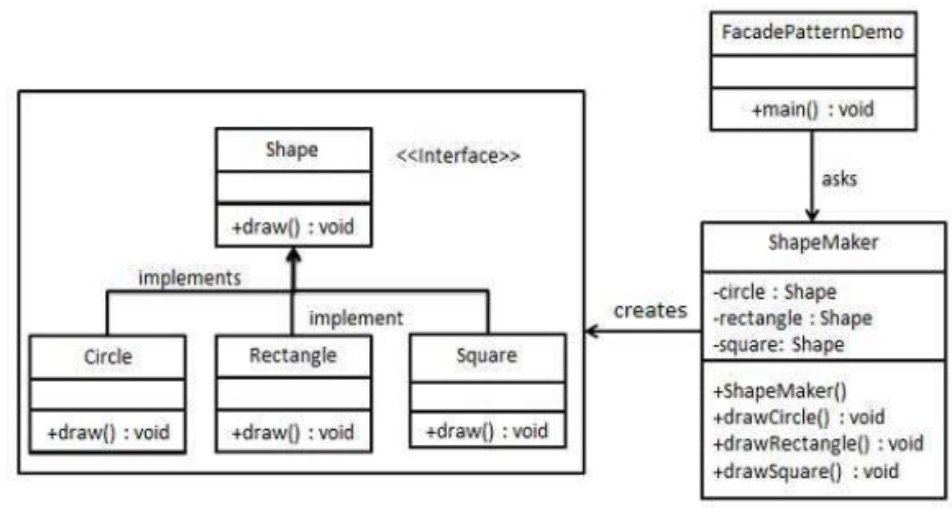 FacadePatternDemo
+main() : void
asks
Shape
<<Interface>>
+draw() : void
implements
implement
Circle
+draw() : void
Rectangle
+draw() : void
Square
+draw() : void
creates
ShapeMaker
-circle : Shape
-rectangle : Shape
-square: Shape
+ShapeMaker()
+drawCircle() : void
+drawRectangle() : void
+drawSquare() : void